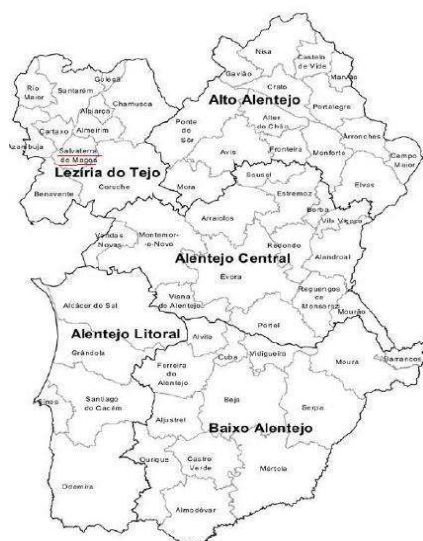 Nisa
Castelo
de Vide
Golegã
Gavião
Marvão
Rio
Maior
Santarém
Crato
Alto Alentejo
Chamusca
Portalegre
Alpiarça
Ponte
de
Sôr
Alter
do Chão
Cartaxo
Almeirim
Arronches
Azambuja
Salvaterra
de Magos
Avis
Fronteira
Monforte
Campo
Maior
Lezíria do Tejo
Sousel
Elvas
Benavente
Coruche
Mora
Estremoz
Borba
Arraiolos
Vila Viçosa
Vendas
Novas
Montemor-
o-Novo
Redondo
Alentejo Central
Alandroal
Évora
Reguengos
de
Monsaraz
Viana
do Alentejo
Mourão
Alcácer do Sal
Portel
Alentejo Litoral
Alvito
Vidigueira
Cuba
Grândola
Moura
Barrancos
Ferreira
do
Alentejo
Sines
Santiago
do Cacém
Beja
Serpa
Aljustrel
Baixo Alentejo
Ourique
Castro
Verde
Mértola
Odemira
Almodôvar